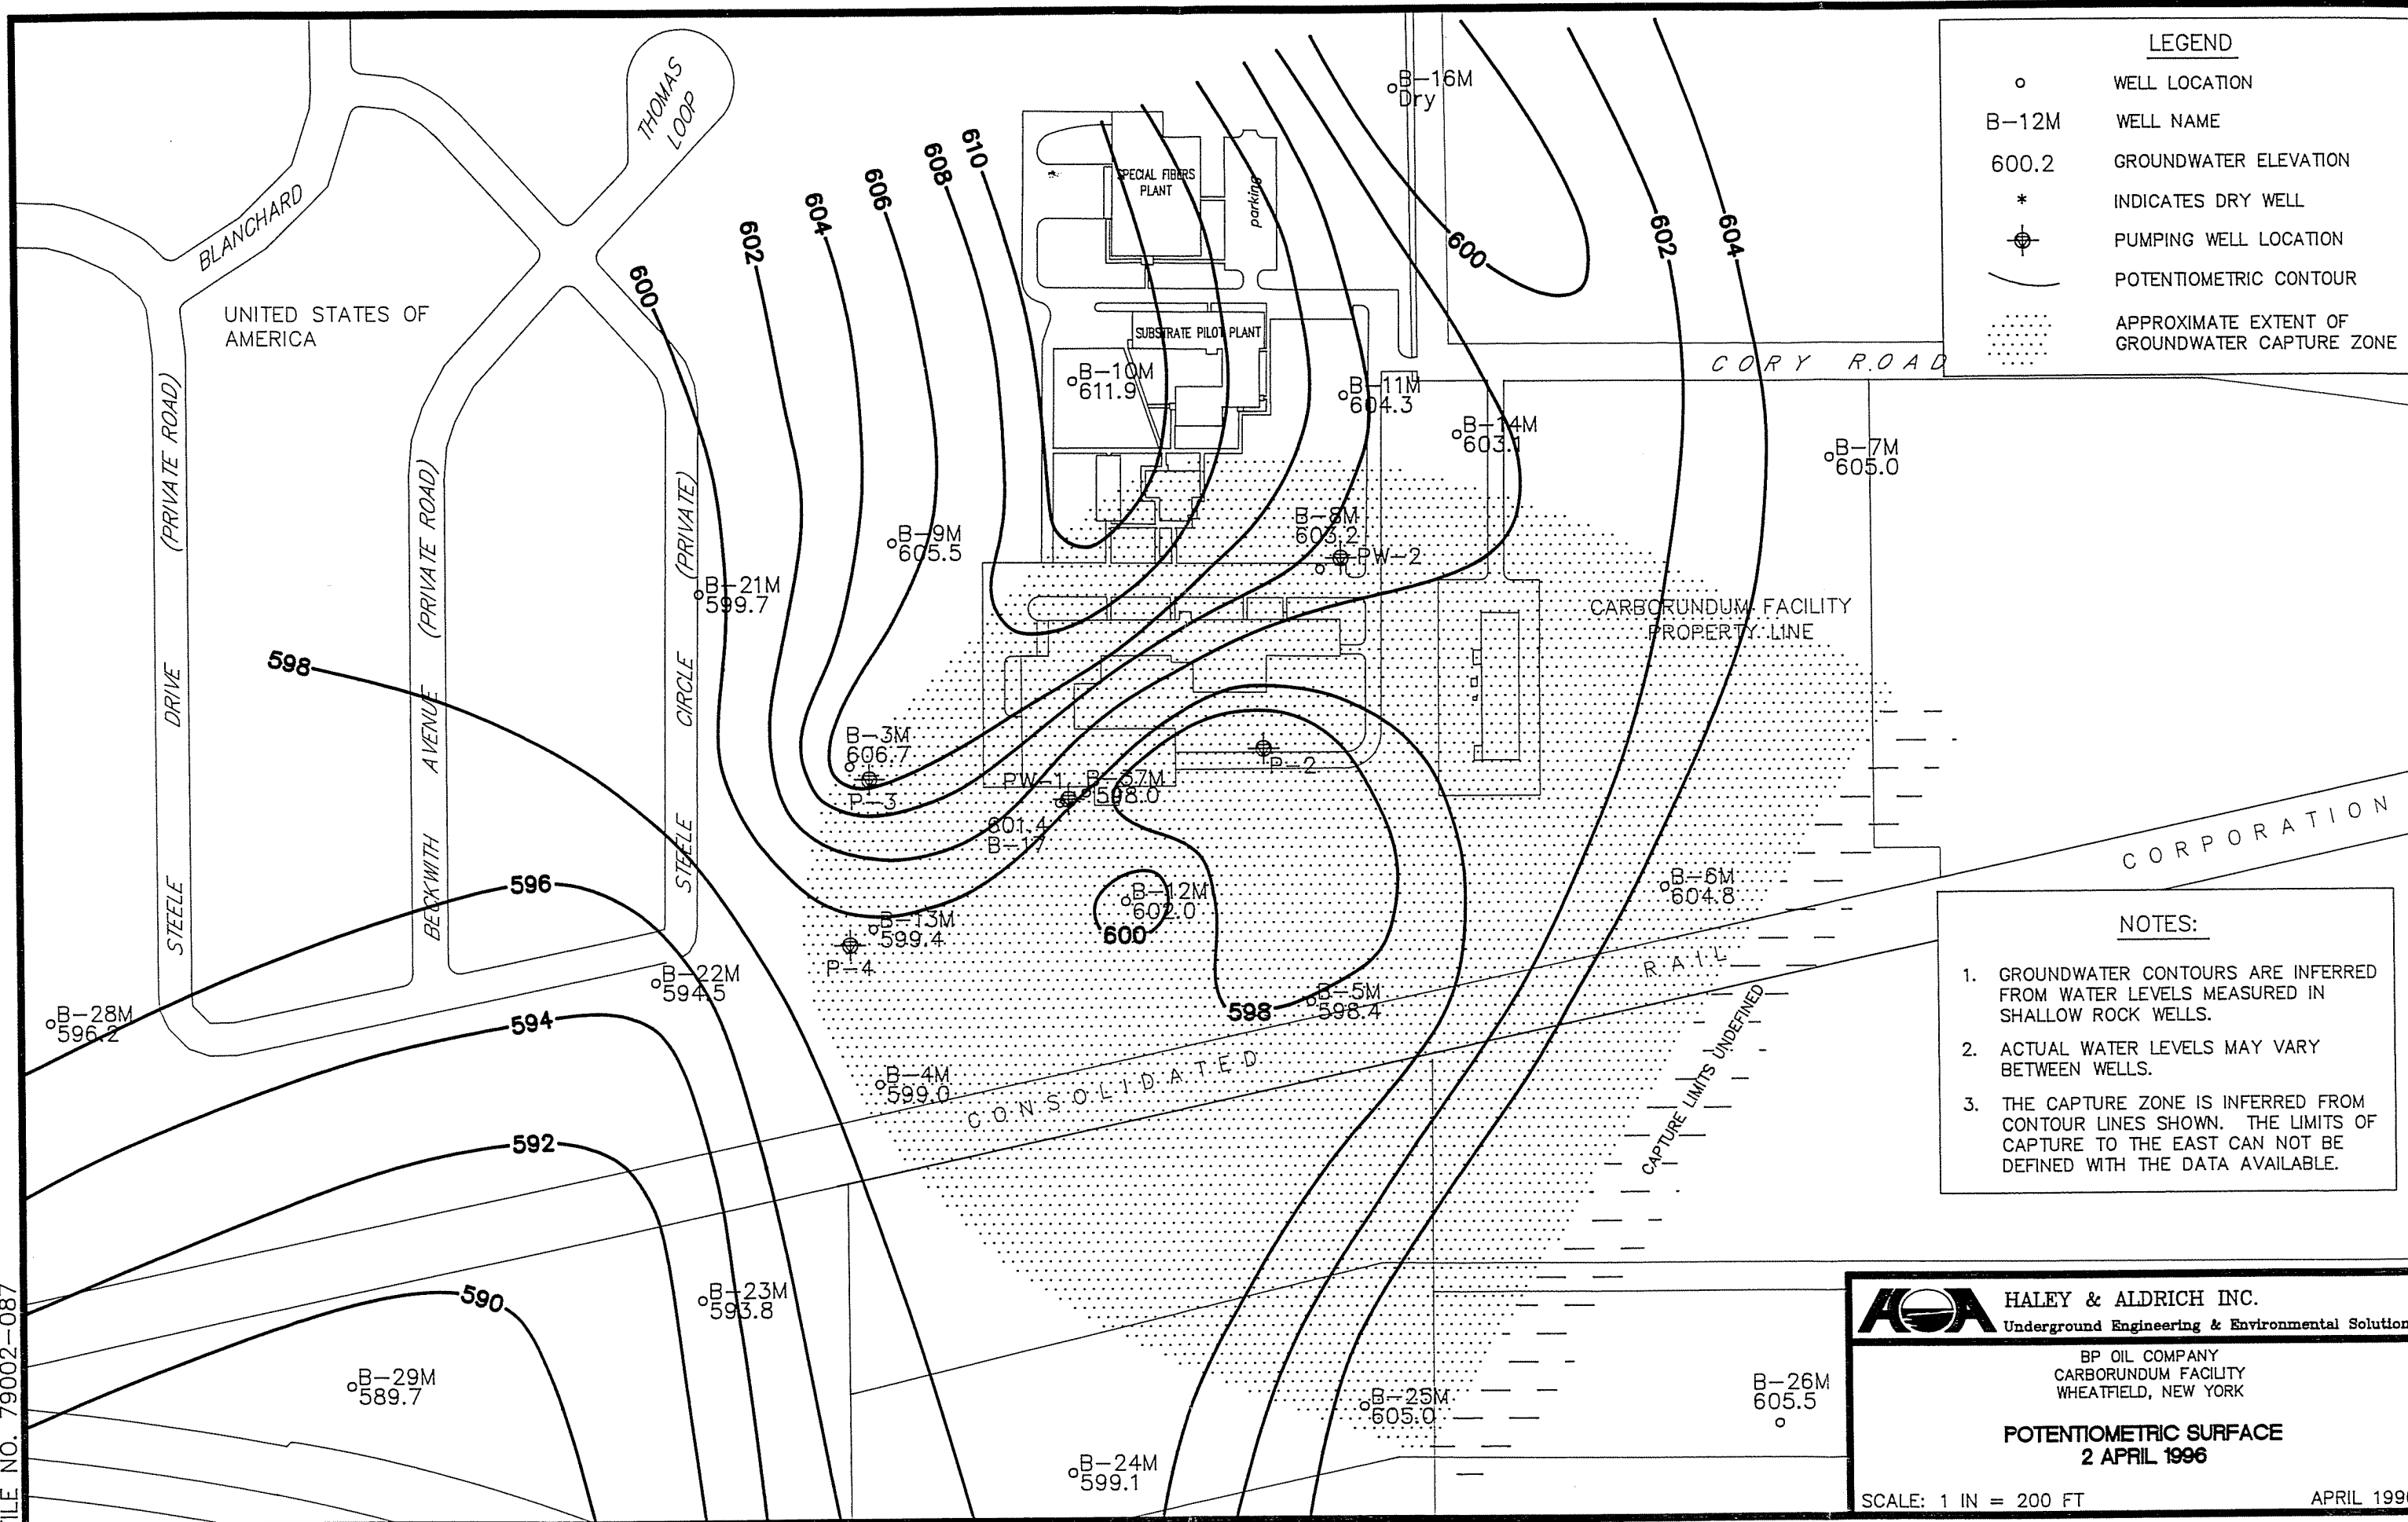 LEGEND
WELL LOCATION
B-12M WELL NAME
600.2 GROUNDWATER ELEVATION
* INDICATES DRY WELL
PUMPING WELL LOCATION
POTENTIOMETRIC CONTOUR
APPROXIMATE EXTENT OF
GROUNDWATER CAPTURE ZONE
THOMAS
LOOP
BLANCHARD
UNITED STATES OF
AMERICA
STEELE DRIVE (PRIVATE ROAD)
BECKWITH AVENUE (PRIVATE ROAD)
STEELE CIRCLE (PRIVATE)
SPECIAL FIBERS
PLANT
parking
SUBSTRATE PILOT PLANT
CORY ROAD
B-16M
Dry
600
602
604
606
608
610
600
602
604
B-10M
611.9
B-11M
604.3
B-14M
603.1
B-7M
605.0
B-9M
605.5
B-8M
603.2
PW-2
B-21M
599.7
CARBORUNDUM FACILITY
PROPERTY LINE
598
B-3M
606.7
P-3
PW-1
B-37M
598.0
P-2
601.4
B-17
596
B-12M
602.0
600
B-6M
604.8
B-13M
599.4
P-4
B-22M
594.5
B-28M
596.2
594
B-5M
598.4
598
B-4M
599.0
CONSOLIDATED RAIL CORPORATION
CAPTURE LIMITS UNDEFINED
592
590
B-23M
593.8
B-29M
589.7
B-25M
605.0
B-26M
605.5
B-24M
599.1
NOTES:
1. GROUNDWATER CONTOURS ARE INFERRED
FROM WATER LEVELS MEASURED IN
SHALLOW ROCK WELLS.
2. ACTUAL WATER LEVELS MAY VARY
BETWEEN WELLS.
3. THE CAPTURE ZONE IS INFERRED FROM
CONTOUR LINES SHOWN. THE LIMITS OF
CAPTURE TO THE EAST CAN NOT BE
DEFINED WITH THE DATA AVAILABLE.
HALEY & ALDRICH INC.
Underground Engineering & Environmental Solution
BP OIL COMPANY
CARBORUNDUM FACILITY
WHEATFIELD, NEW YORK
POTENTIOMETRIC SURFACE
2 APRIL 1996
SCALE: 1 IN = 200 FT APRIL 199
FILE NO. 79002-087